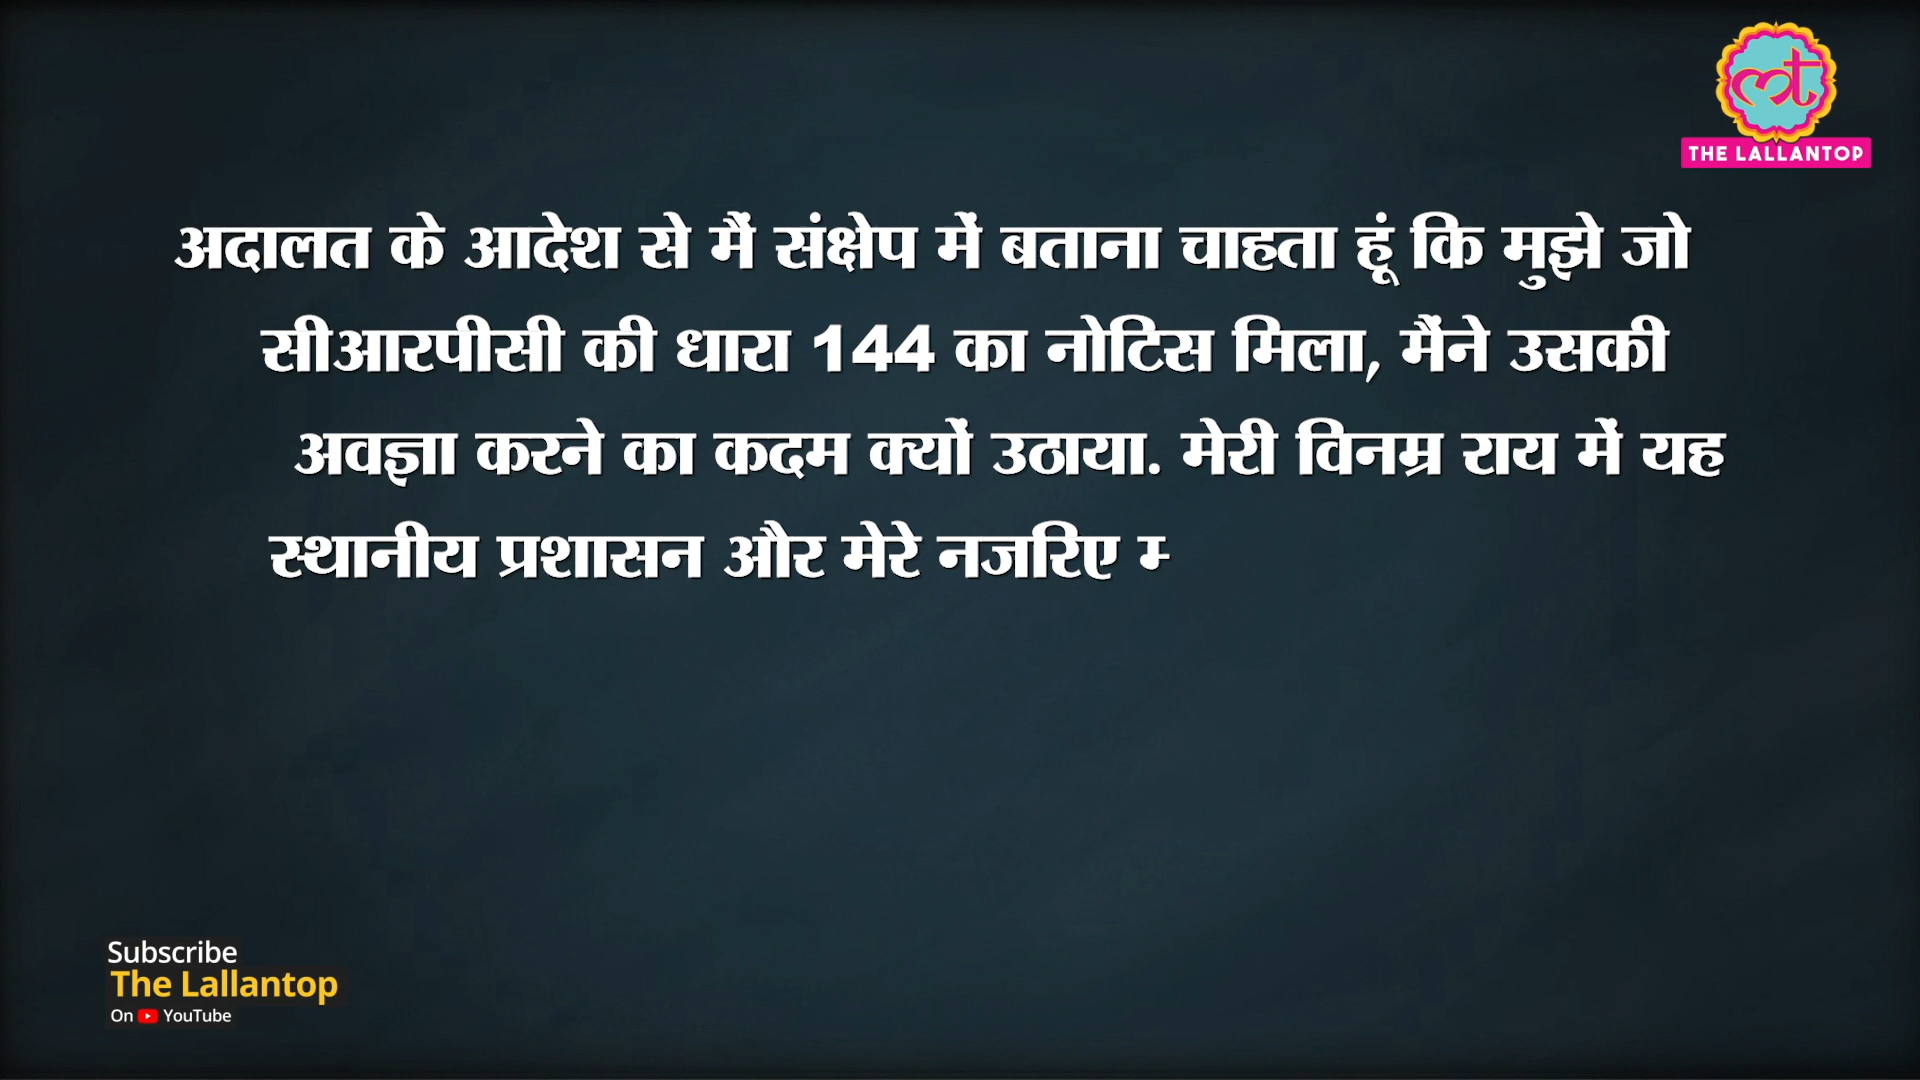 THE LALLANTOP
अदालत के आदेश से मैं संक्षेप में बताना चाहता हूं कि मुझे जो
सीआरपीसी की धारा 144 का नोटिस मिला, मैंने उसकी
अवज्ञा करने का कदम क्यों उठाया. मेरी विनम्र राय में यह
स्थानीय प्रशासन और मेरे नजरिए
Subscribe
The Lallantop
On YouTube